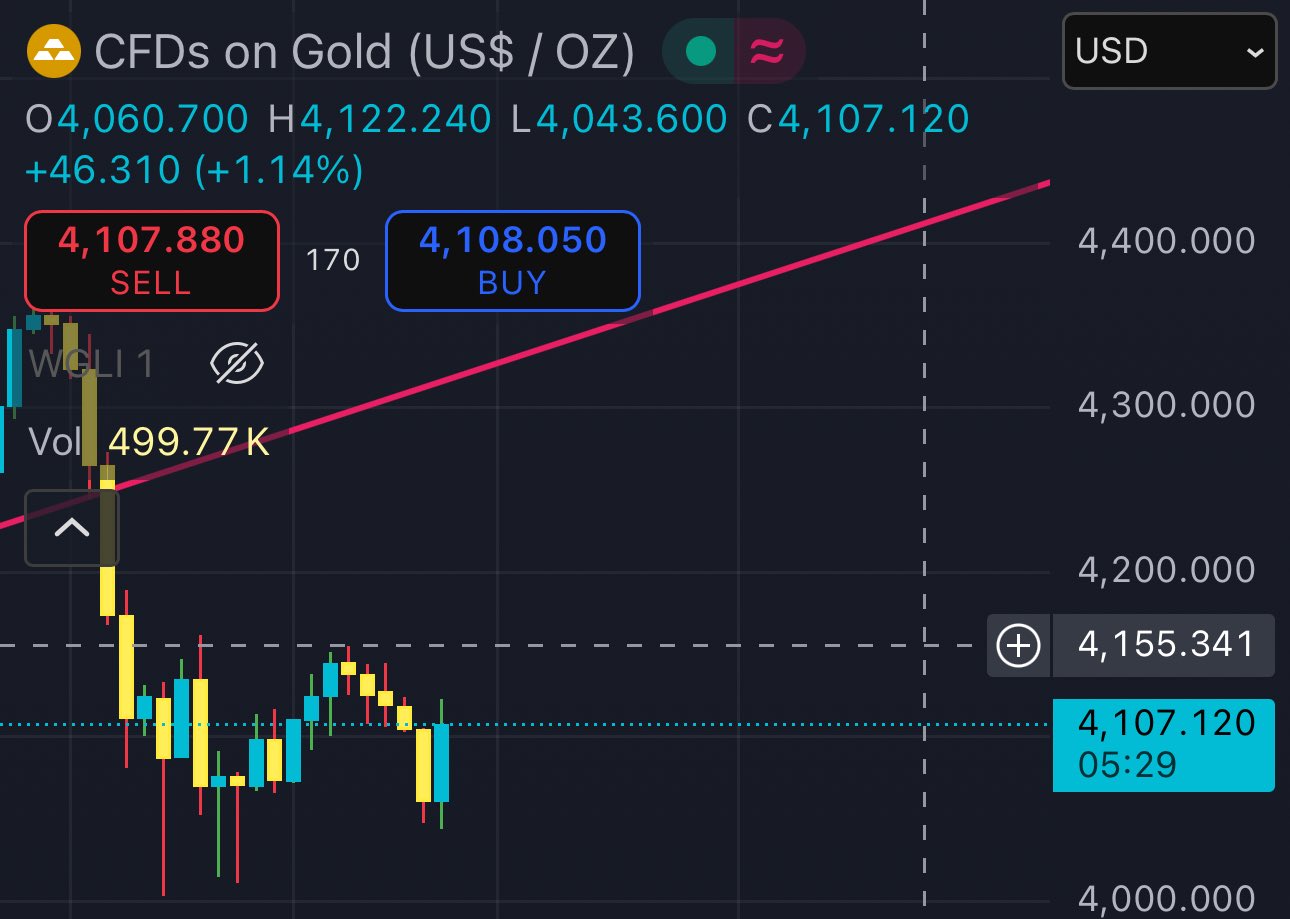 CFDs on Gold (US$ / OZ)
USD
O4,060.700 H4,122.240 L4,043.600 C4,107.120
+46.310 (+1.14%)
4,107.880
SELL
170
4,108.050
BUY
4,400.000
WGLI 1
4,300.000
Vol 499.77 K
4,200.000
4,155.341
4,107.120
05:29
4,000.000